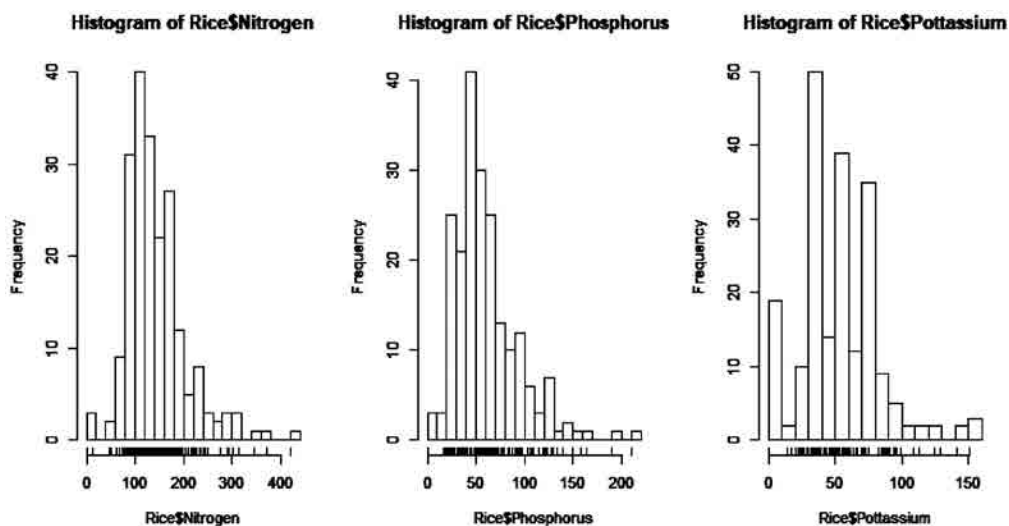 Histogram of Rice$Nitrogen
Frequency
0 10 20 30 40
0 100 200 300 400
Rice$Nitrogen
Histogram of Rice$Phosphorus
Frequency
0 10 20 30 40
0 50 100 150 200
Rice$Phosphorus
Histogram of Rice$Pottassium
Frequency
0 10 20 30 40 50
0 50 100 150
Rice$Pottassium